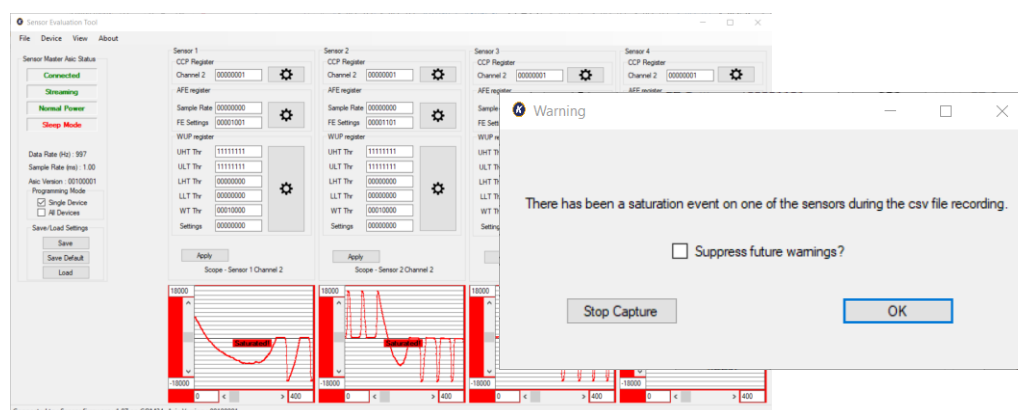 Sensor Evaluation Tool
File Device View About
Sensor Master Asic Status
Connected
Streaming
Normal Power
Sleep Mode
Data Rate (Hz) : 997
Sample Rate (ms) : 1.00
Asic Version : 00100001
Programming Mode
Single Device
All Devices
Save/Load Settings
Save
Save Default
Load
Sensor 1
CCP Register
Channel 2 00000001
AFE register
Sample Rate 00000000
FE Settings 00001001
WUP register
UHT Thr 11111111
ULT Thr 11111111
LHT Thr 00000000
LLT Thr 00000000
WT Thr 00010000
Settings 00000000
Apply
Scope - Sensor 1 Channel 2
18000
Saturated!
-18000
0 < > 400
Sensor 2
CCP Register
Channel 2 00000001
AFE register
Sample Rate 00000000
FE Settings 00001101
WUP register
UHT Thr 11111111
ULT Thr 11111111
LHT Thr 00000000
LLT Thr 00000000
WT Thr 00010000
Settings 00000000
Apply
Scope - Sensor 2 Channel 2
18000
Saturated!
-18000
0 < > 400
Sensor 3
CCP Register
Channel 2 00000001
AFE register
18000
-18000
0 < > 400
Sensor 4
CCP Register
Channel 2 00000001
AFE register
-18000
0 < > 400
Warning
There has been a saturation event on one of the sensors during the csv file recording.
Suppress future warnings?
Stop Capture
OK